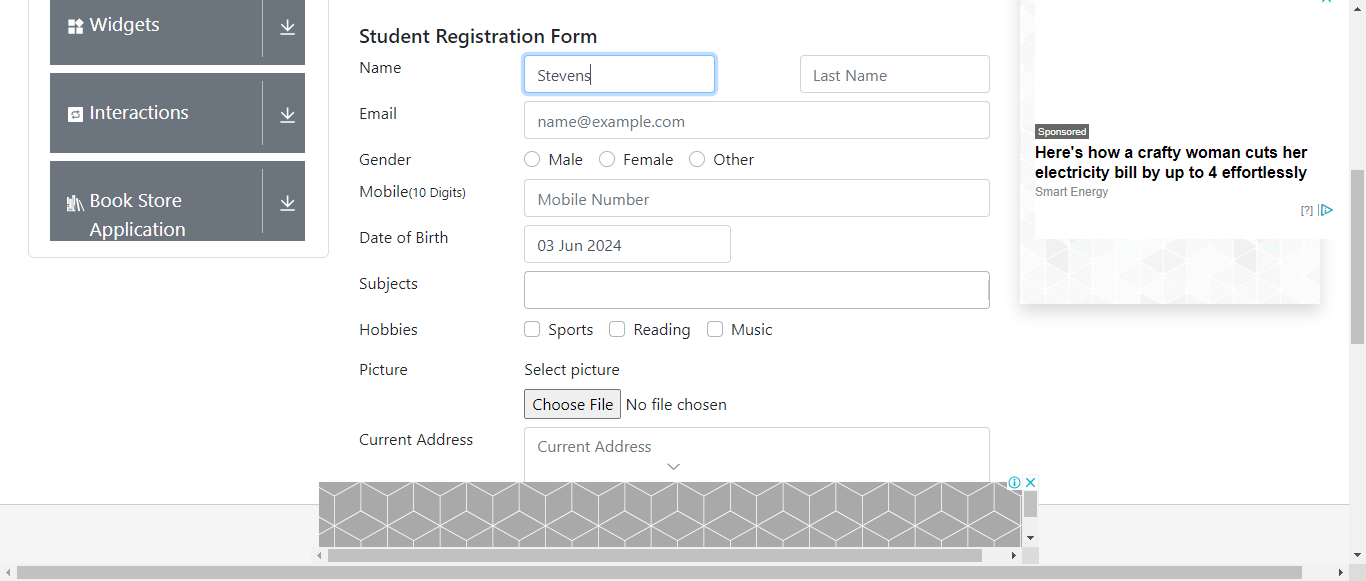 Widgets
Interactions
Book Store
Application
Student Registration Form
Name
Stevens
Last Name
Email
name@example.com
Gender
Male
Female
Other
Mobile(10 Digits)
Mobile Number
Date of Birth
03 Jun 2024
Subjects
Hobbies
Sports
Reading
Music
Picture
Select picture
Choose File No file chosen
Current Address
Current Address
Sponsored
Here's how a crafty woman cuts her
electricity bill by up to 4 effortlessly
Smart Energy
[?]